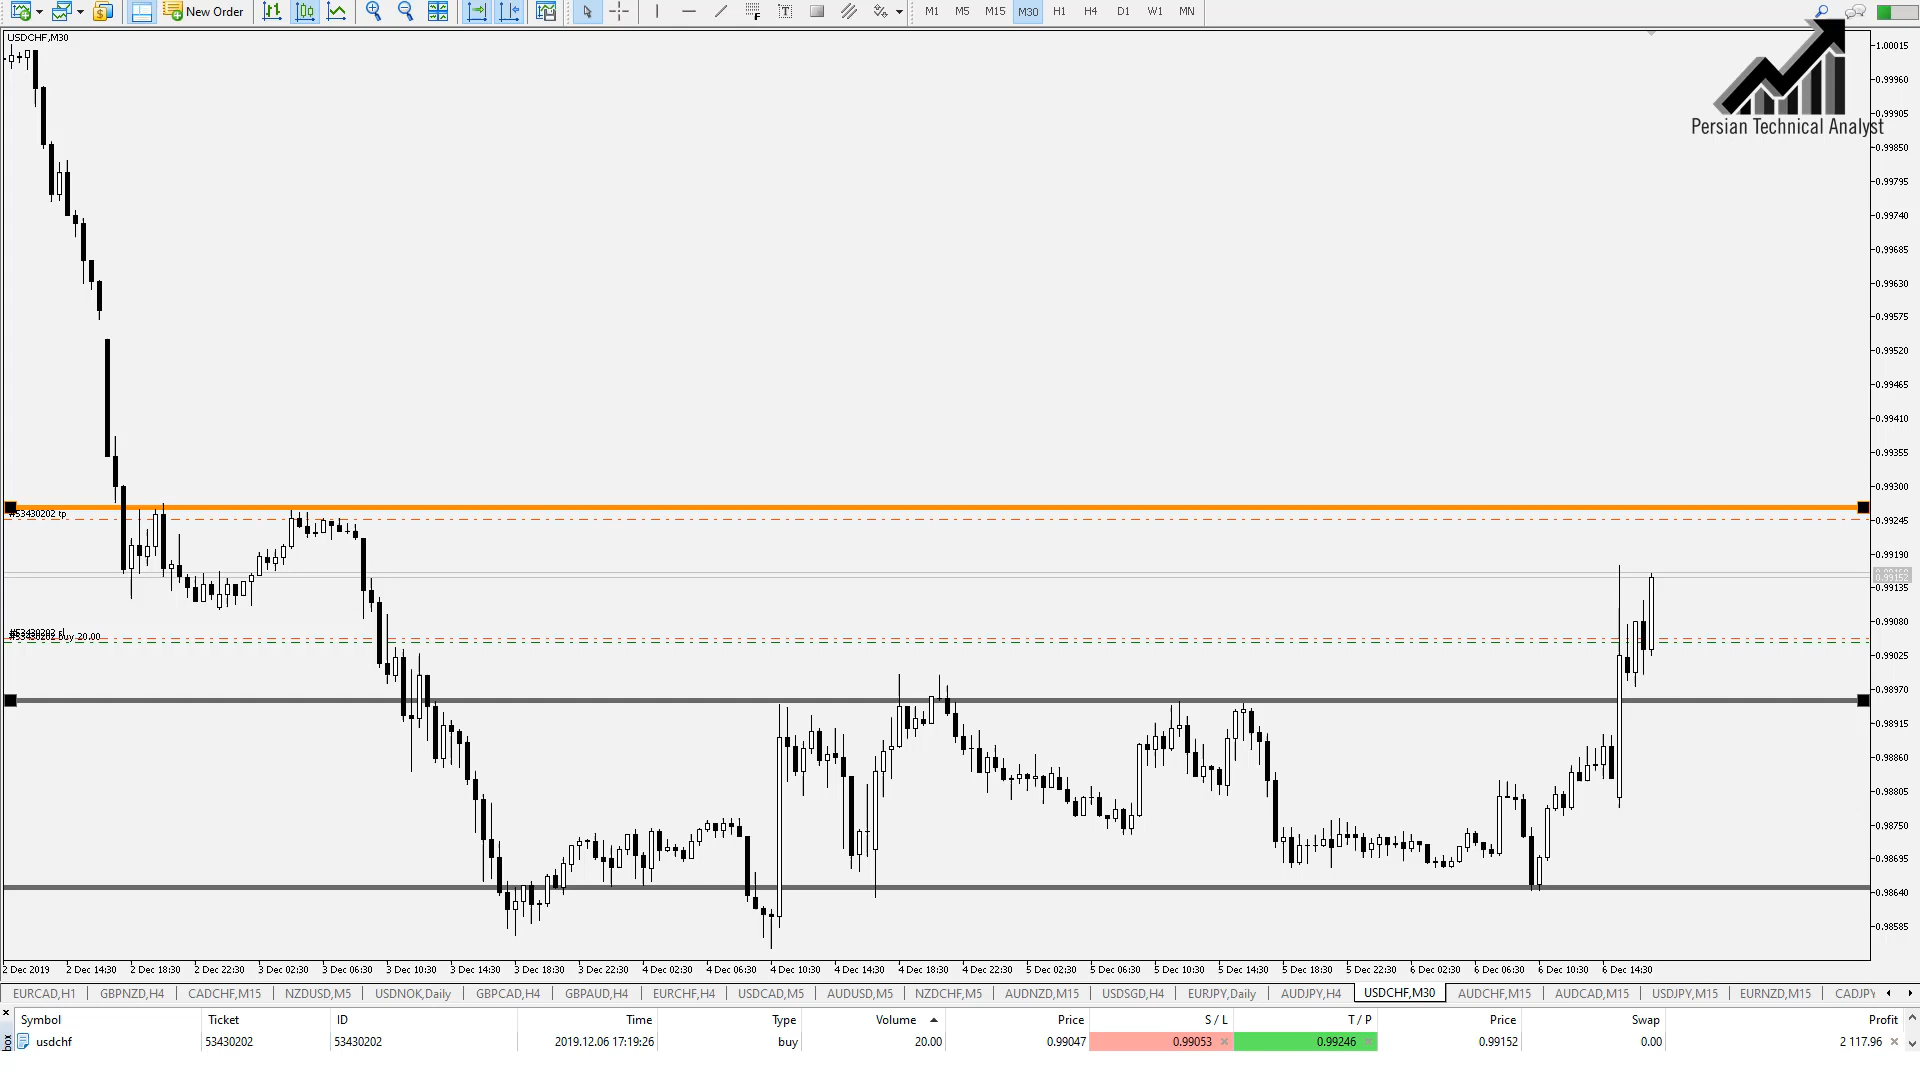 New Order M1 M5 M15 M30 H1 H4 D1 W1 MN
USDCHF,M30
Persian Technical Analyst
1.00015
0.99960
0.99905
0.99850
0.99795
0.99740
0.99685
0.99630
0.99575
0.99520
0.99465
0.99410
0.99355
0.99300
#53430202 tp
0.99245
0.99190
0.99152
0.99135
0.99080
#53430202 sl
#53430202 buy 20.00
0.99025
0.98970
0.98915
0.98860
0.98805
0.98750
0.98695
0.98640
0.98585
2 Dec 2019 2 Dec 14:30 2 Dec 18:30 2 Dec 22:30 3 Dec 02:30 3 Dec 06:30 3 Dec 10:30 3 Dec 14:30 3 Dec 18:30 3 Dec 22:30 4 Dec 02:30 4 Dec 06:30 4 Dec 10:30 4 Dec 14:30 4 Dec 18:30 4 Dec 22:30 5 Dec 02:30 5 Dec 06:30 5 Dec 10:30 5 Dec 14:30 5 Dec 18:30 5 Dec 22:30 6 Dec 02:30 6 Dec 06:30 6 Dec 10:30 6 Dec 14:30
EURCAD,H1 GBPNZD,H4 CADCHF,M15 NZDUSD,M5 USDNOK,Daily GBPCAD,H4 GBPAUD,H4 EURCHF,H4 USDCAD,M5 AUDUSD,M5 NZDCHF,M5 AUDNZD,M15 USDSGD,H4 EURJPY,Daily AUDJPY,H4 USDCHF,M30 AUDCHF,M15 AUDCAD,M15 USDJPY,M15 EURNZD,M15 CADJPY
Symbol Ticket ID Time Type Volume Price S / L T / P Price Swap Profit
usdchf 53430202 53430202 2019.12.06 17:19:26 buy 20.00 0.99047 0.99053 0.99246 0.99152 0.00 2 117.96
box